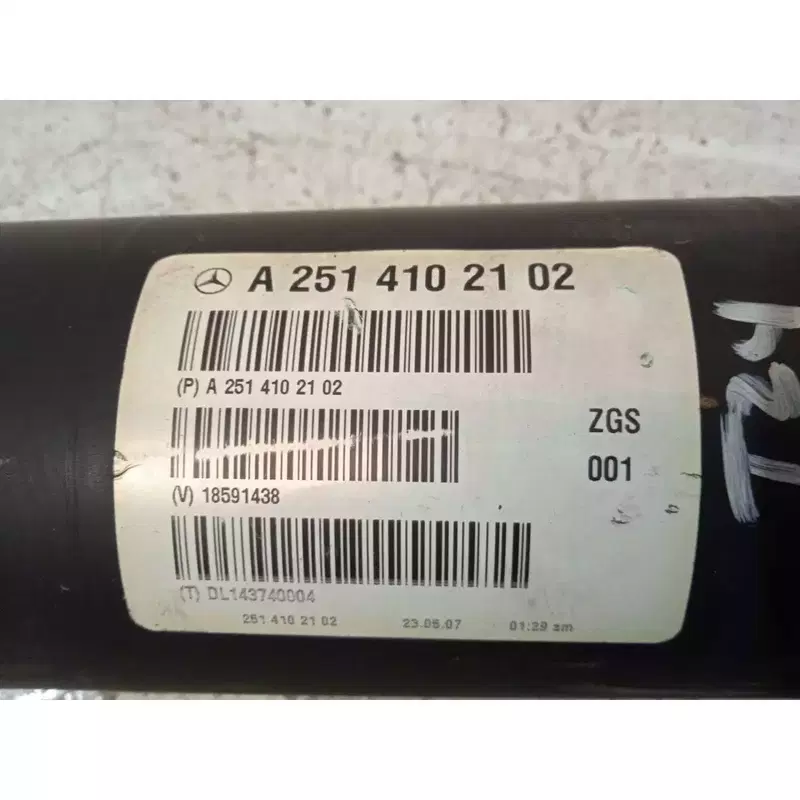 A 251 410 21 02
(P) A 251 410 21 02
ZGS
001
(V) 18591438
(T) DL143740004
251 410 21 02 23.05.07 01:29 am